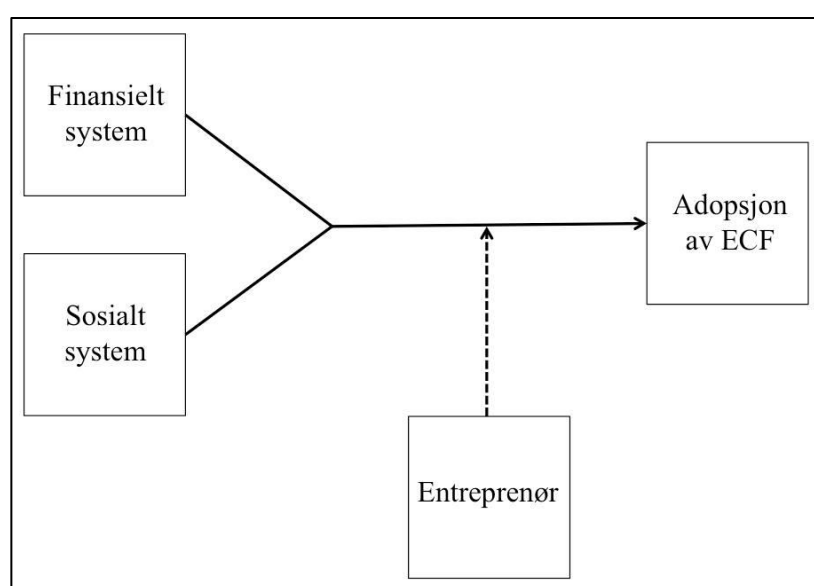 Finansielt
system
Sosialt
system
Adopsjon
av ECF
Entreprenør